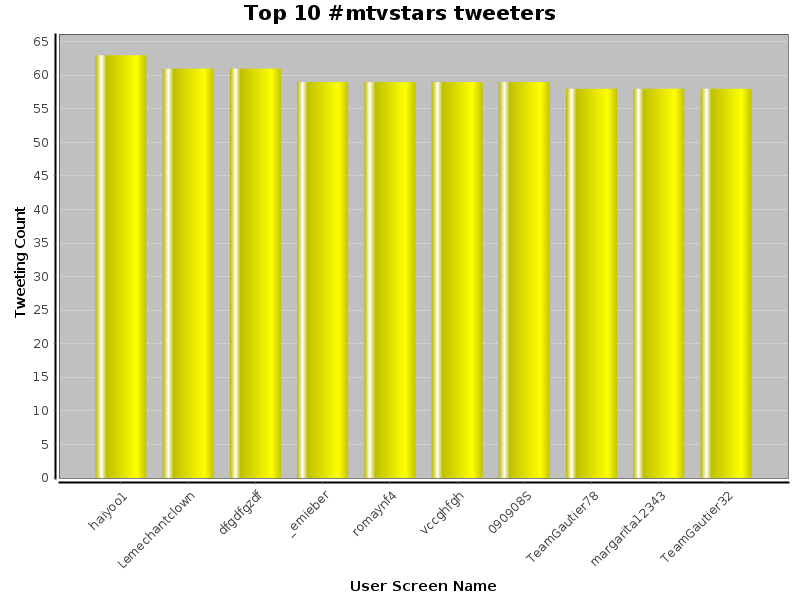 Top 10 #mtvstars tweeters
Tweeting Count
65
60
55
50
45
40
35
30
25
20
15
10
5
0
haiyoo1
Lemechantclown
dfgdfgzdf
_emieber
romaynf4
vccghfgh
090908S
TeamGautier78
margarita12343
TeamGautier32
User Screen Name